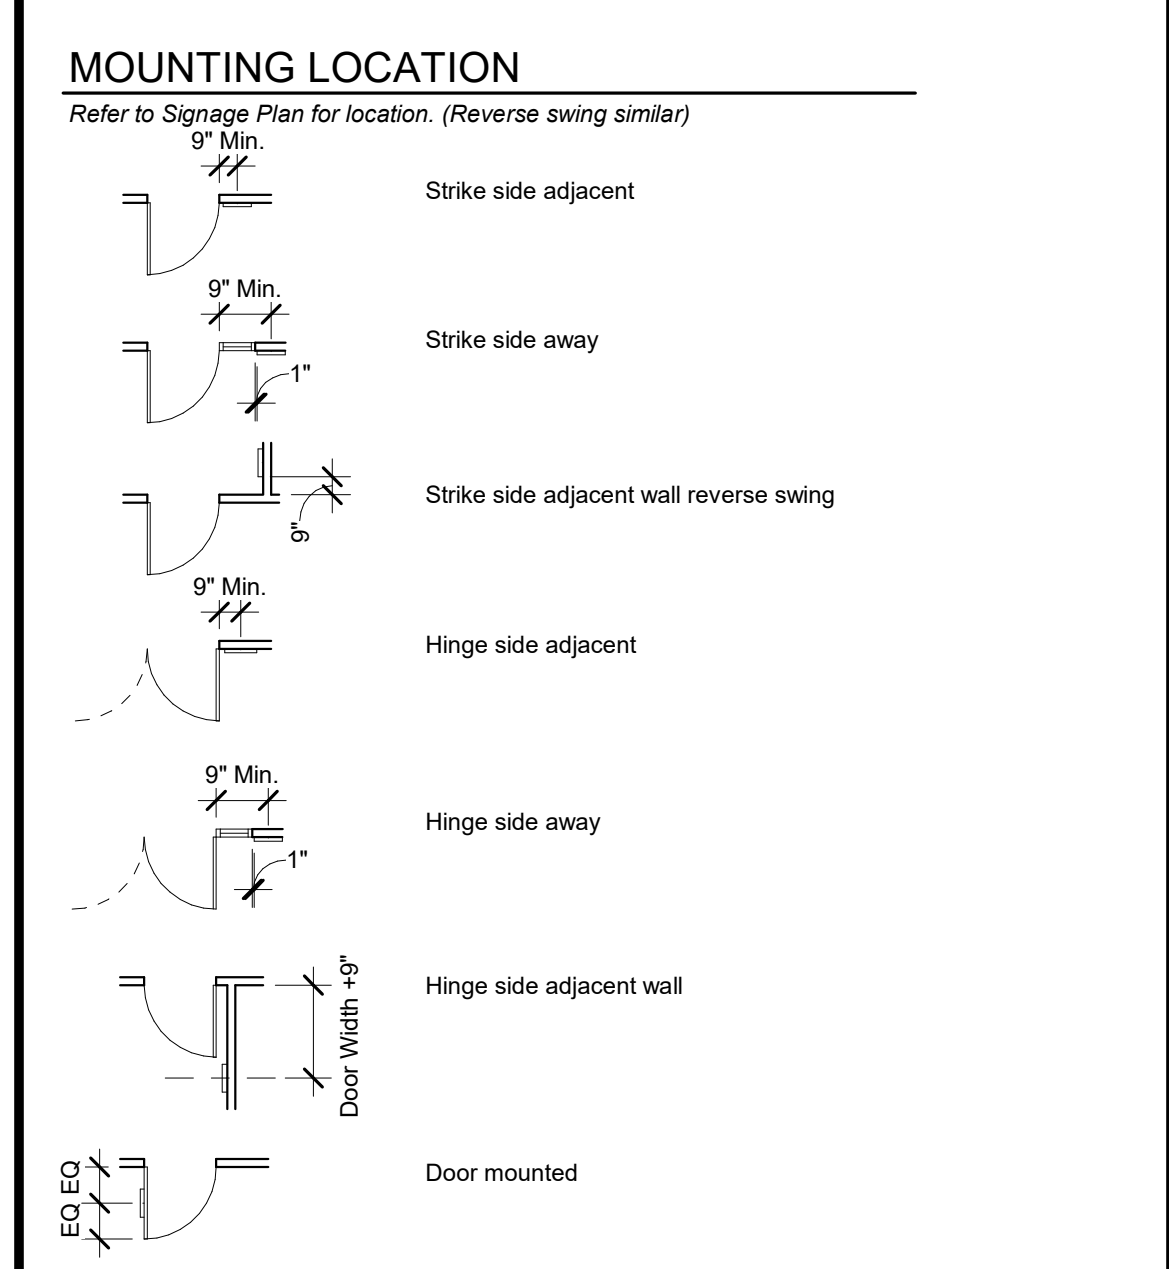 MOUNTING LOCATION
Refer to Signage Plan for location. (Reverse swing similar)
9" Min.
Strike side adjacent
9" Min.
Strike side away
1"
Strike side adjacent wall reverse swing
9"
9" Min.
Hinge side adjacent
9" Min.
Hinge side away
1"
Door Width +9"
Hinge side adjacent wall
EQ EQ
Door mounted